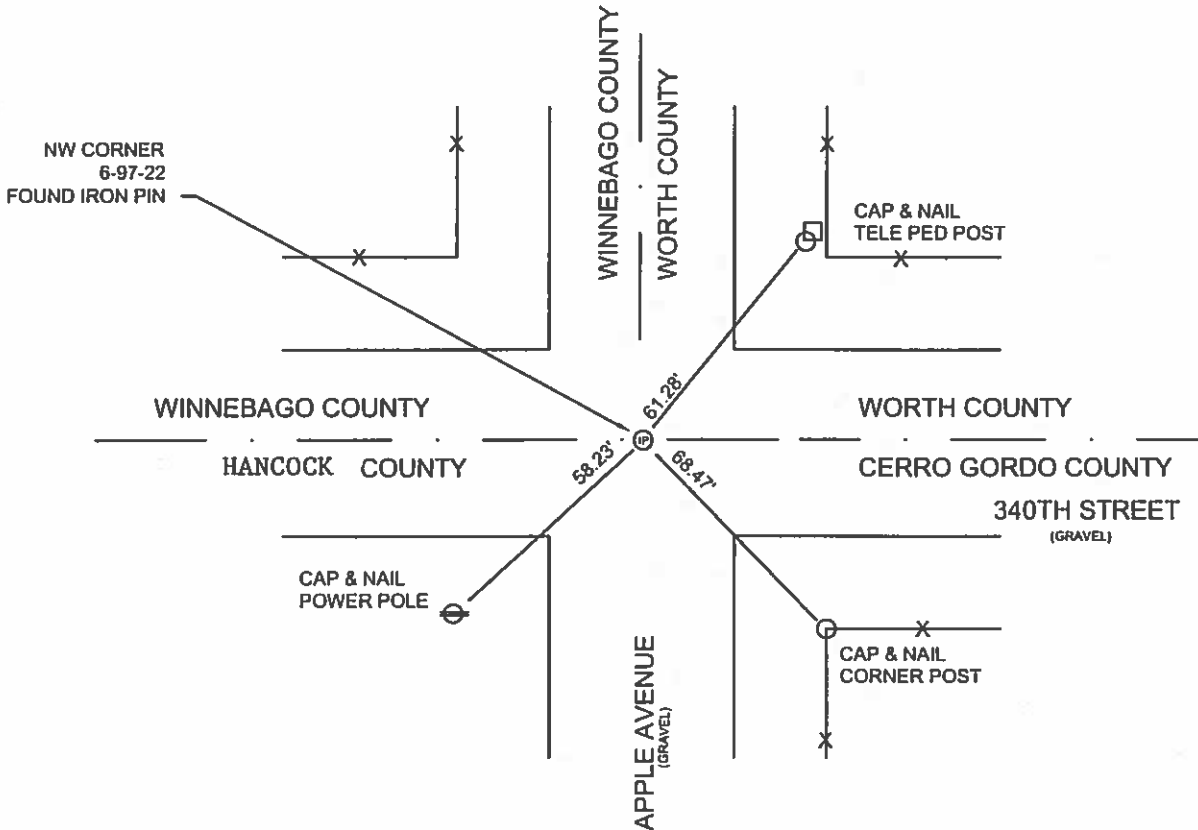 WINNEBAGO COUNTY
WORTH COUNTY
NW CORNER
6-97-22
FOUND IRON PIN
CAP & NAIL
TELE PED POST
61.28'
WINNEBAGO COUNTY
WORTH COUNTY
IP
HANCOCK COUNTY
58.23'
68.47'
CERRO GORDO COUNTY
340TH STREET
(GRAVEL)
CAP & NAIL
POWER POLE
CAP & NAIL
CORNER POST
APPLE AVENUE
(GRAVEL)